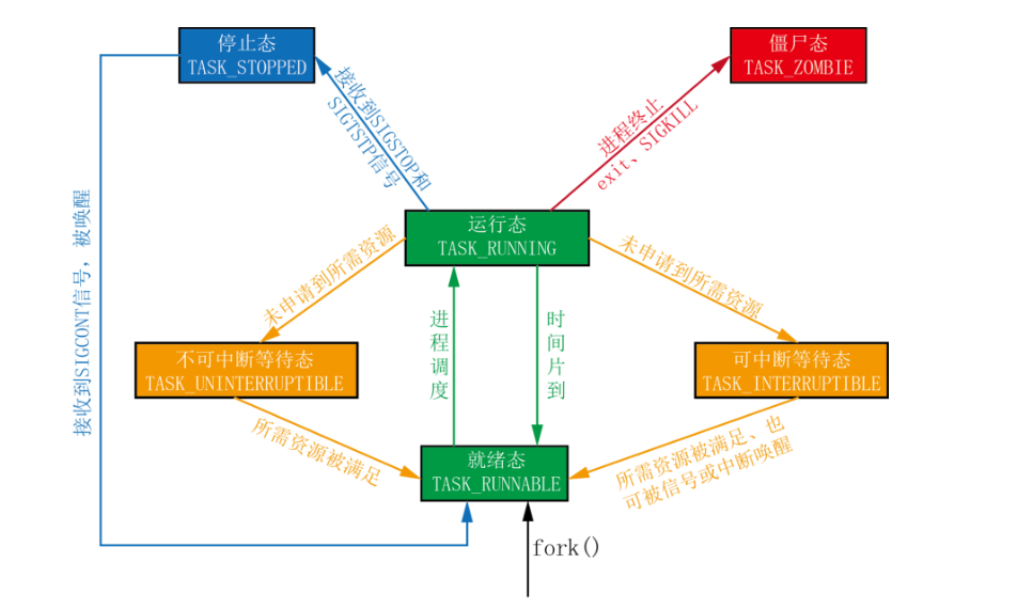 停止态
TASK_STOPPED
僵尸态
TASK_ZOMBIE
接收到SIGSTOP和
SIGTSTP信号
进程终止
exit、SIGKILL
运行态
TASK_RUNNING
接收到SIGCONT信号，被唤醒
未申请到所需资源
未申请到所需资源
进程调度
时间片到
不可中断等待态
TASK_UNINTERRUPTIBLE
可中断等待态
TASK_INTERRUPTIBLE
所需资源被满足
就绪态
TASK_RUNNABLE
所需资源被满足、也
可被信号或中断唤醒
fork()